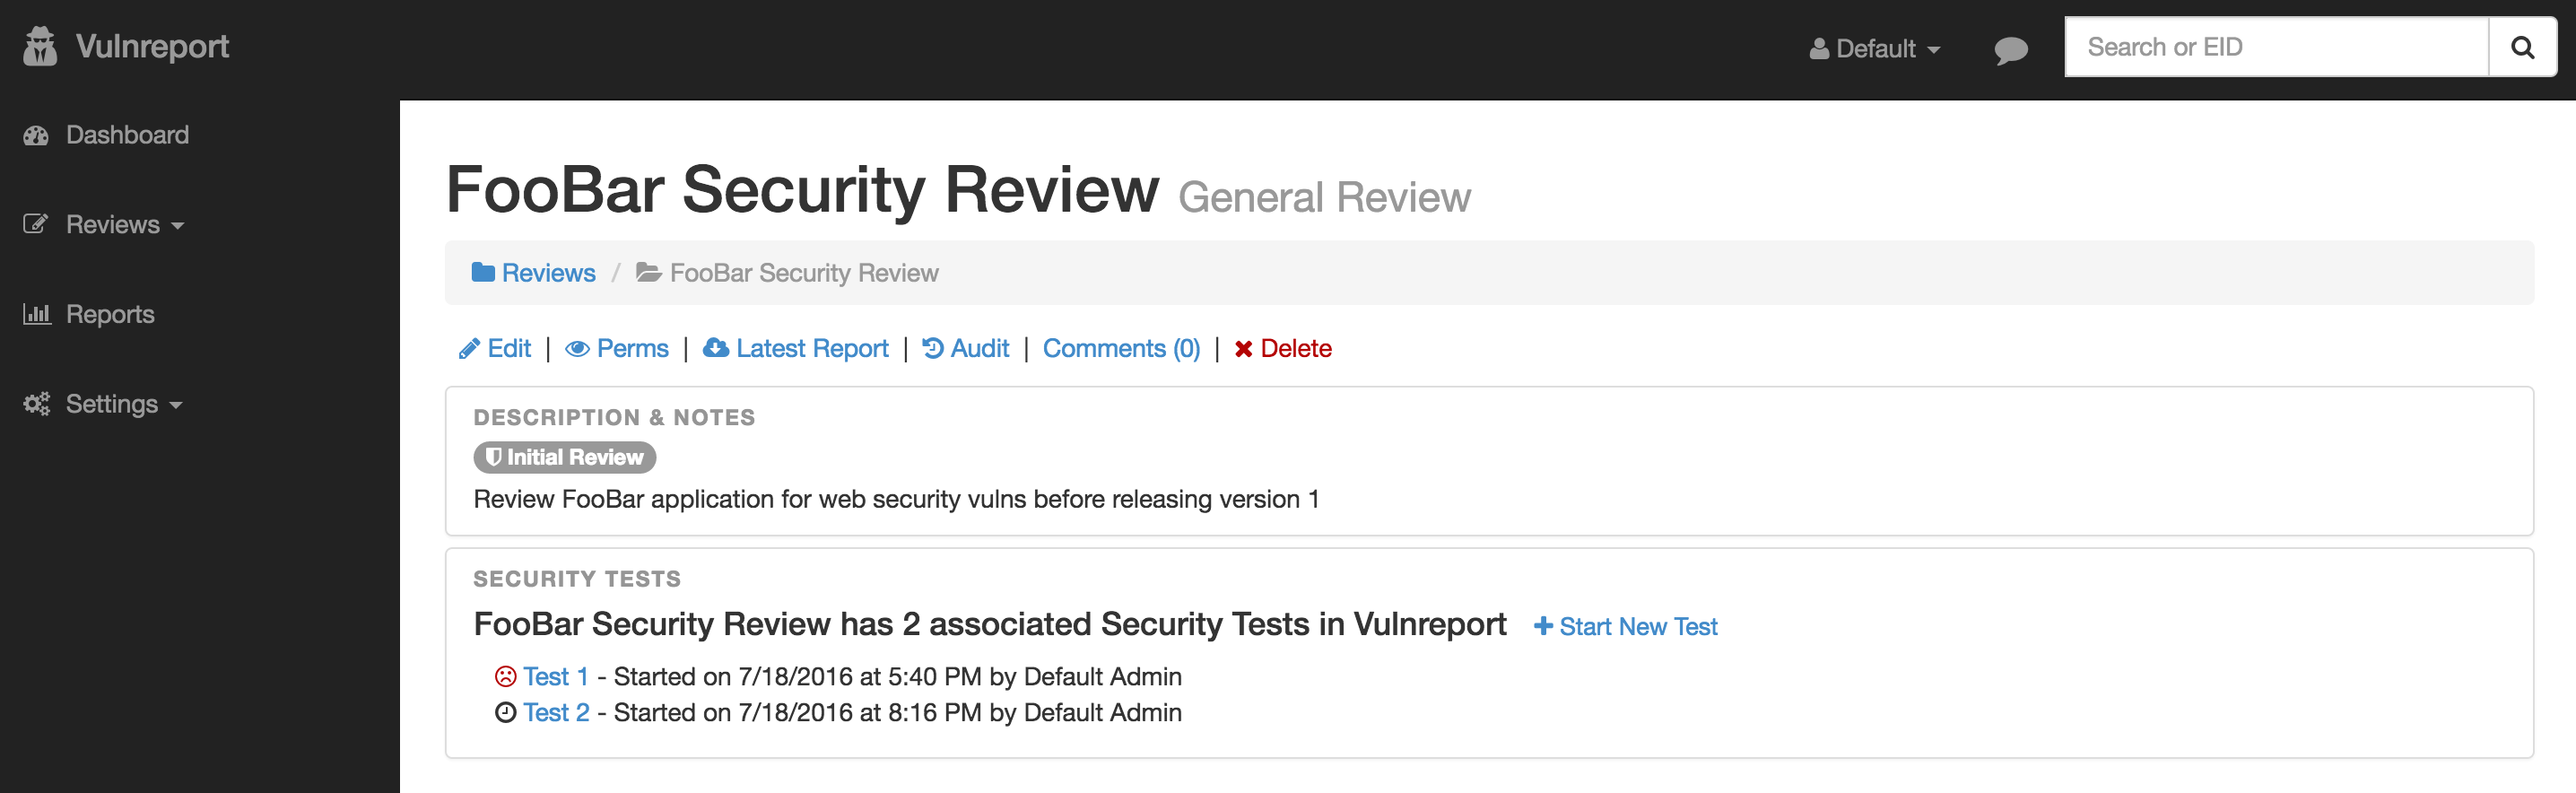 Vulnreport
Default
Search or EID
Dashboard
Reviews
Reports
Settings
FooBar Security Review General Review
Reviews / FooBar Security Review
Edit | Perms | Latest Report | Audit | Comments (0) | Delete
DESCRIPTION & NOTES
Initial Review
Review FooBar application for web security vulns before releasing version 1
SECURITY TESTS
FooBar Security Review has 2 associated Security Tests in Vulnreport + Start New Test
Test 1 - Started on 7/18/2016 at 5:40 PM by Default Admin
Test 2 - Started on 7/18/2016 at 8:16 PM by Default Admin